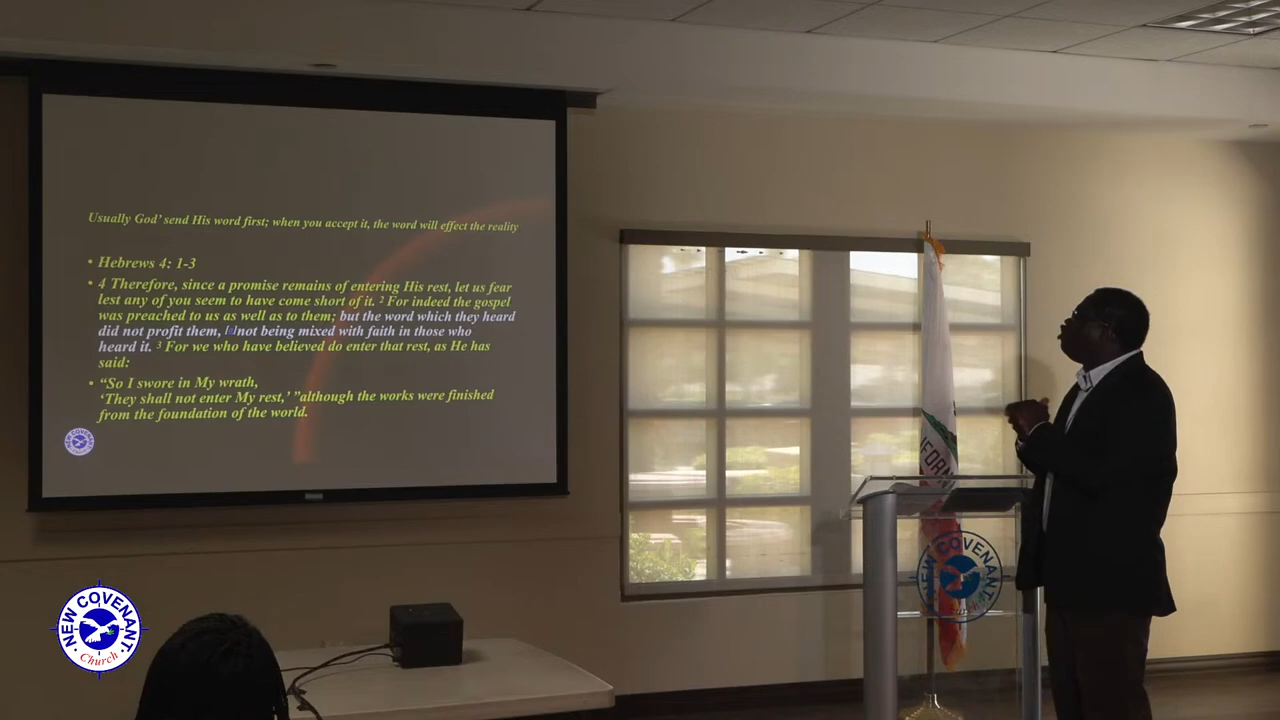 Usually God' send His word first; when you accept it, the word will effect the reality
• Hebrews 4: 1-3
• 4 Therefore, since a promise remains of entering His rest, let us fear
lest any of you seem to have come short of it. 2 For indeed the gospel
was preached to us as well as to them; but the word which they heard
did not profit them, not being mixed with faith in those who
heard it. 3 For we who have believed do enter that rest, as He has
said:
• “So I swore in My wrath,
‘They shall not enter My rest,’ ”although the works were finished
from the foundation of the world.
NEW COVENANT
NEW COVENANT
Church
NEW COVENANT
Church